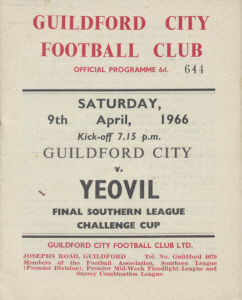 GUILDFORD CITY
FOOTBALL CLUB
OFFICIAL PROGRAMME 6d. 644
SATURDAY,
9th April, 1966
Kick-off 7.15 p.m.
GUILDFORD CITY
v.
YEOVIL
FINAL SOUTHERN LEAGUE
CHALLENGE CUP
GUILDFORD CITY FOOTBALL CLUB LTD.
JOSEPHS ROAD, GUILDFORD Tel. No. Guildford 4679
Members of the Football Association, Southern League
(Premier Division), Premier Mid-Week Floodlight League and
Surrey Combination League.